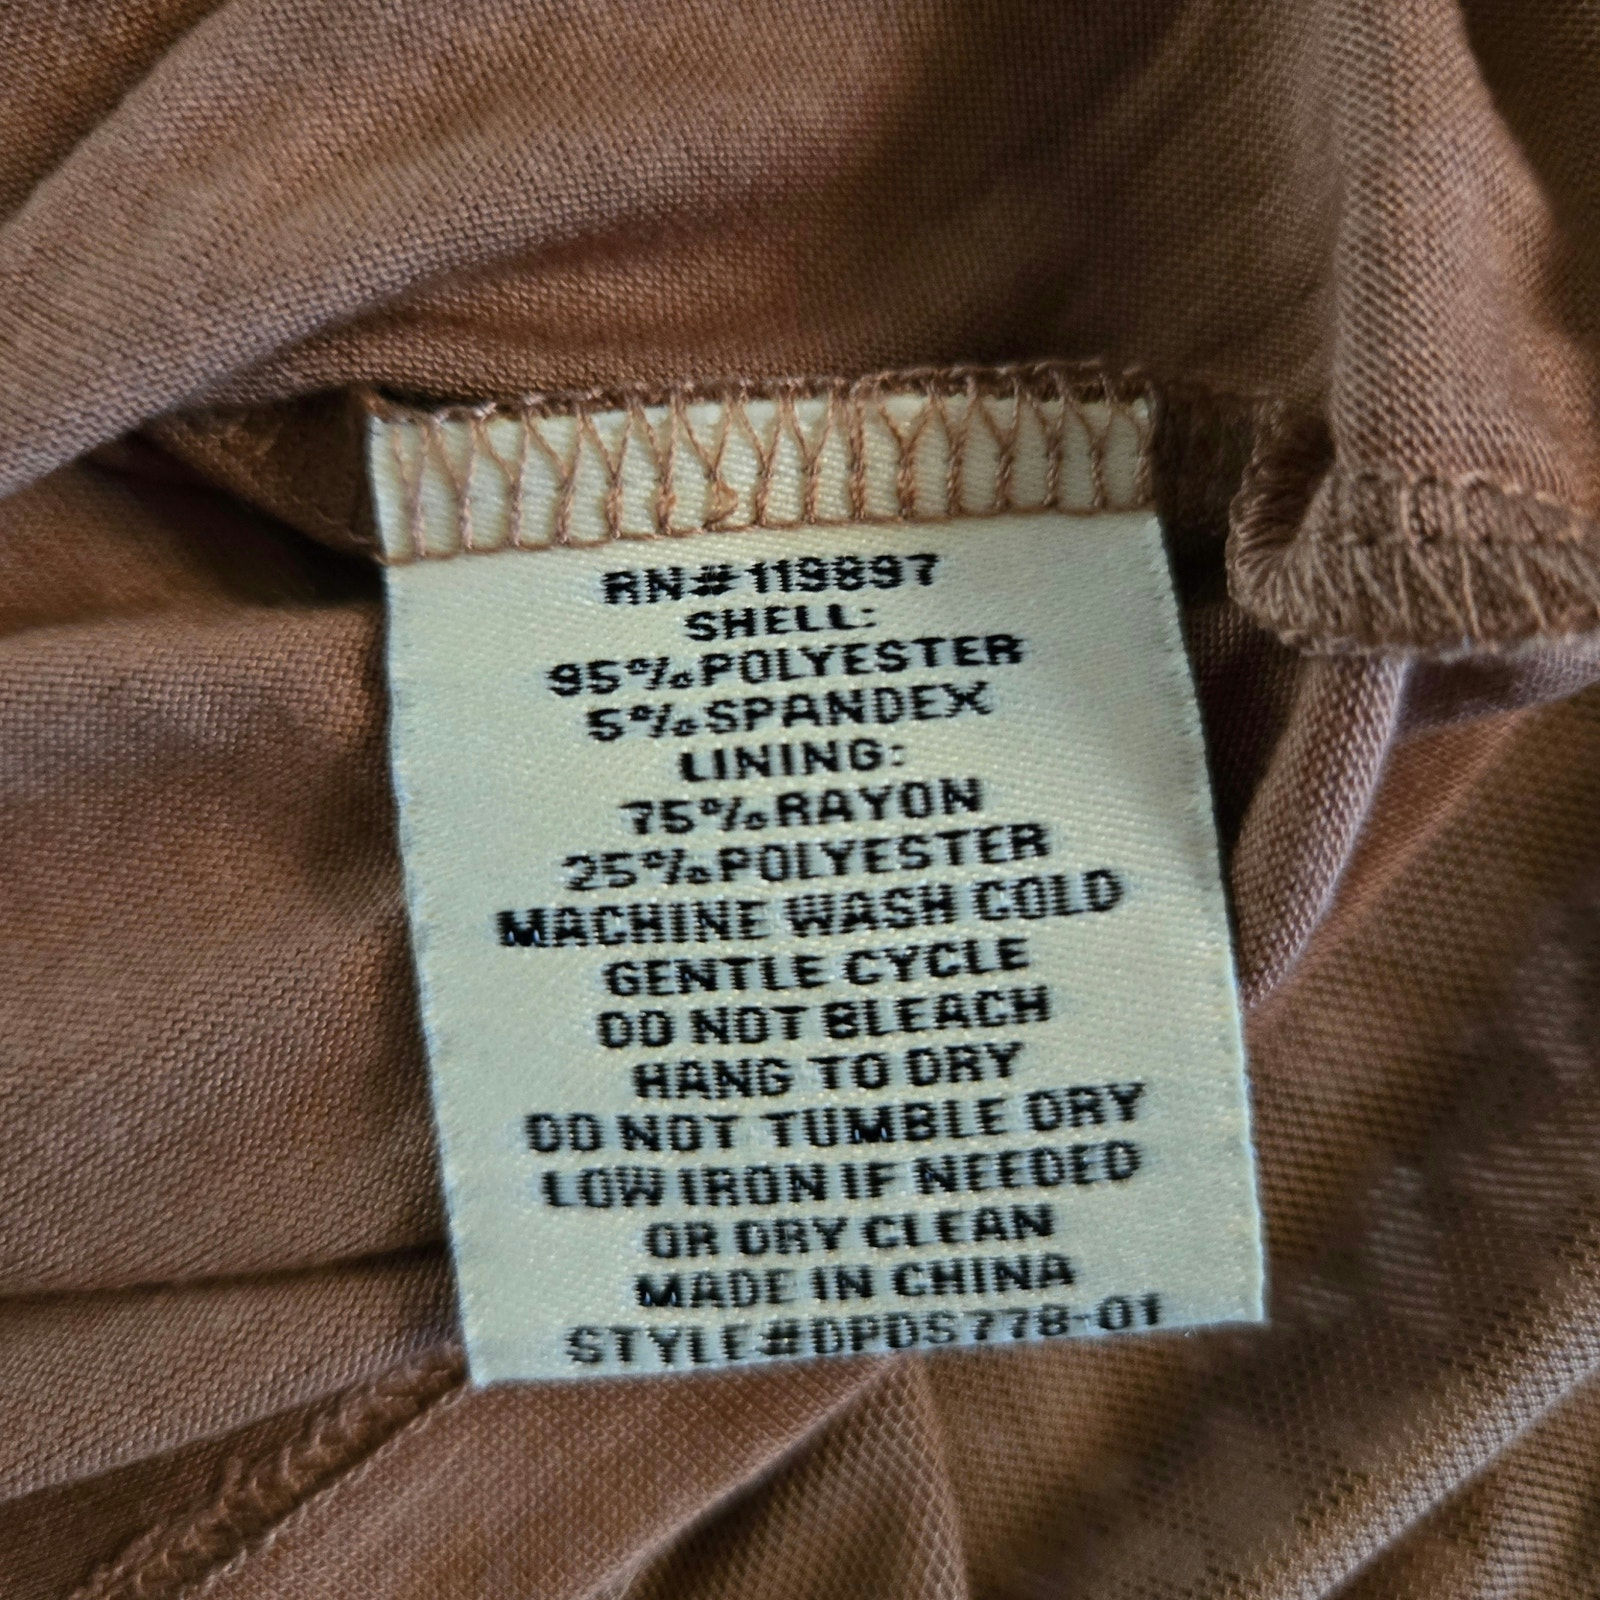 RN#119897
SHELL:
95%POLYESTER
5%SPANDEX
LINING:
75%RAYON
25%POLYESTER
MACHINE WASH COLD
GENTLE CYCLE
DO NOT BLEACH
HANG TO DRY
DO NOT TUMBLE DRY
LOW IRON IF NEEDED
OR DRY CLEAN
MADE IN CHINA
STYLE#DPDS778-01